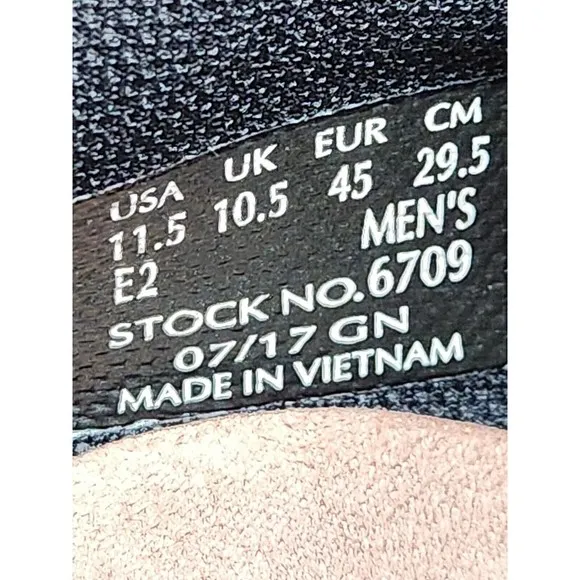 USA UK EUR CM
11.5 10.5 45 29.5
E2 MEN'S
STOCK NO.6709
07/17 GN
MADE IN VIETNAM